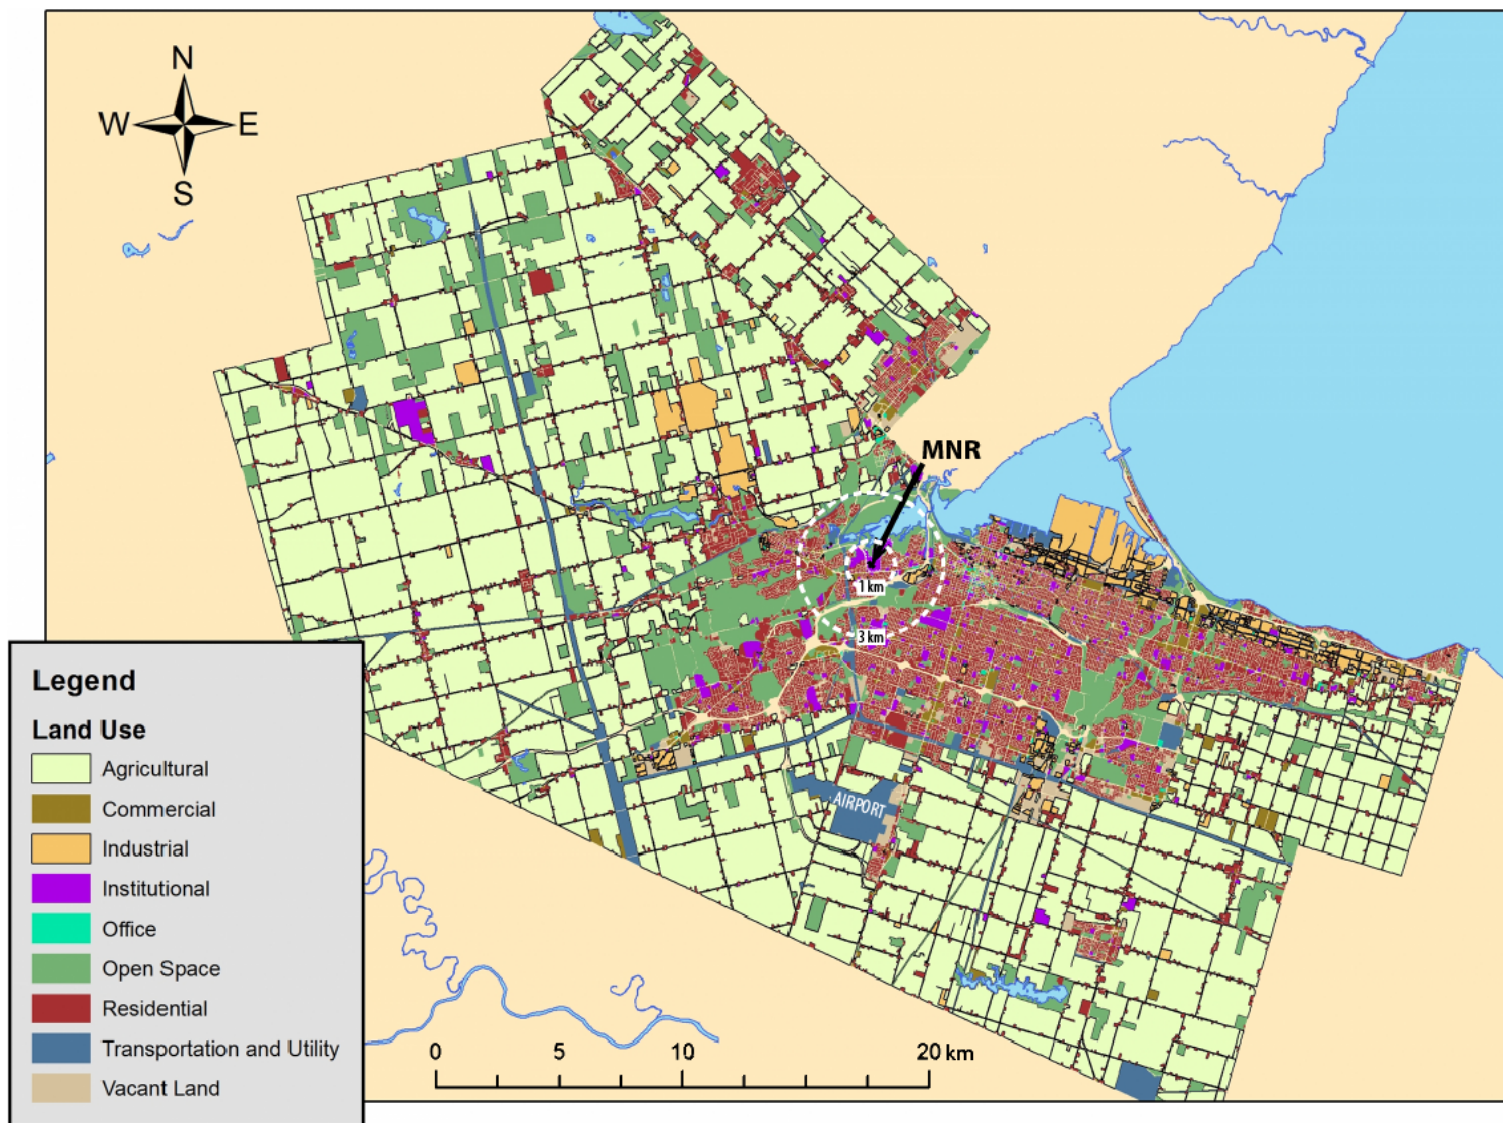 N
W E
S
MNR
1 km
3 km
AIRPORT
Legend
Land Use
Agricultural
Commercial
Industrial
Institutional
Office
Open Space
Residential
Transportation and Utility
Vacant Land
0 5 10 20 km